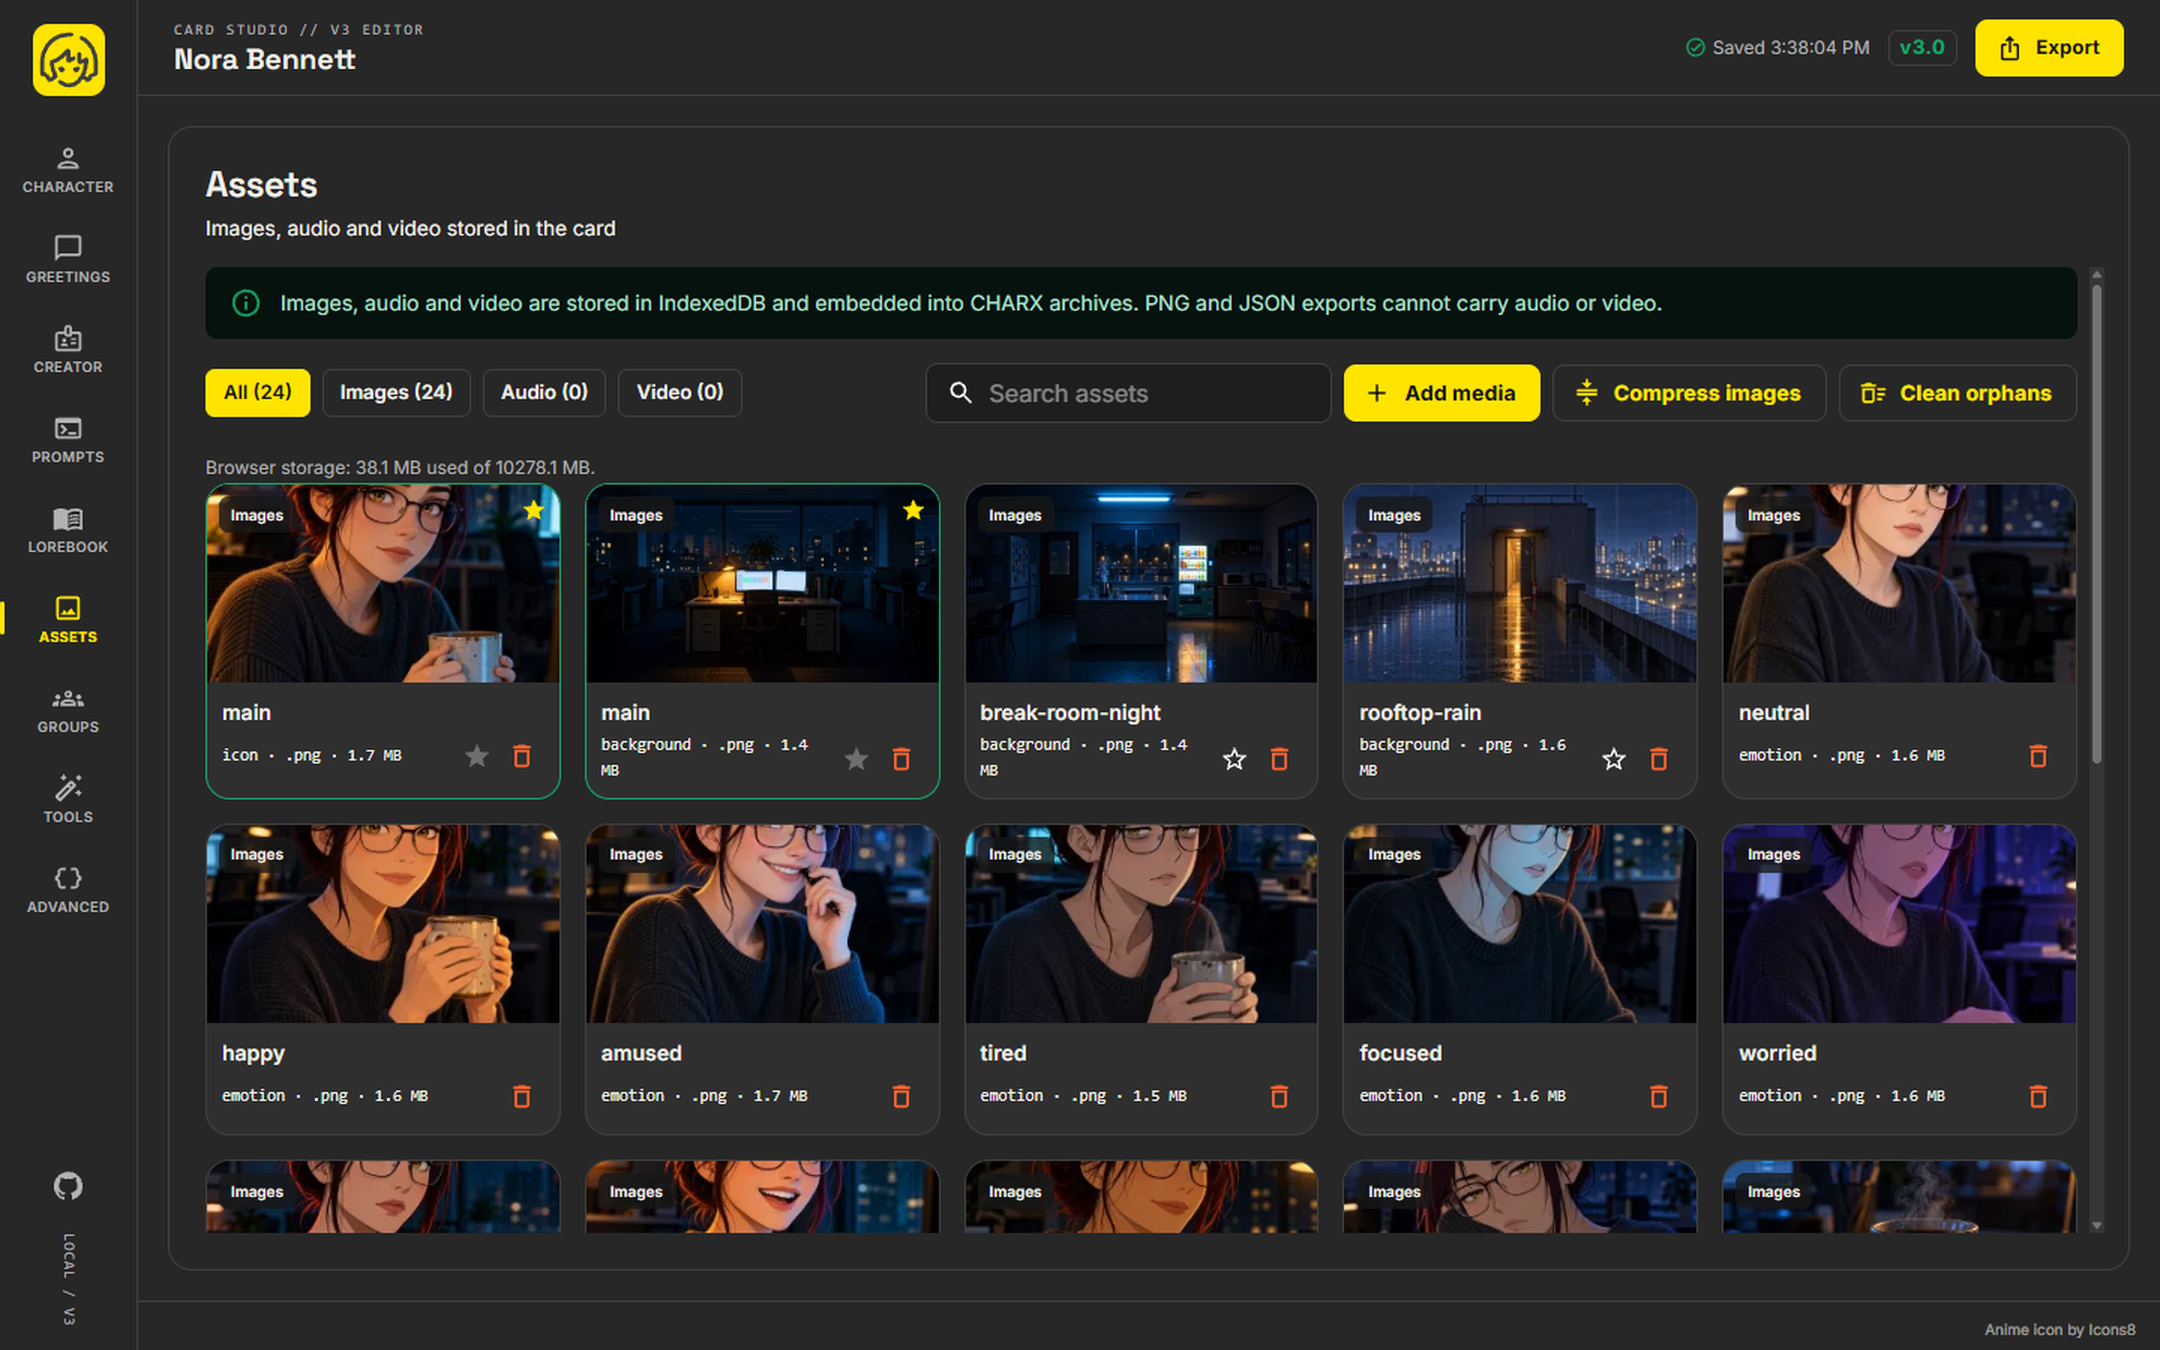 CARD STUDIO // V3 EDITOR
Nora Bennett
Saved 3:38:04 PM
v3.0
Export
CHARACTER
GREETINGS
CREATOR
PROMPTS
LOREBOOK
ASSETS
GROUPS
TOOLS
ADVANCED
LOCAL / V3
Assets
Images, audio and video stored in the card
Images, audio and video are stored in IndexedDB and embedded into CHARX archives. PNG and JSON exports cannot carry audio or video.
All (24)
Images (24)
Audio (0)
Video (0)
Search assets
Add media
Compress images
Clean orphans
Browser storage: 38.1 MB used of 10278.1 MB.
Images
main
icon · .png · 1.7 MB
Images
main
background · .png · 1.4
MB
Images
break-room-night
background · .png · 1.4
MB
Images
rooftop-rain
background · .png · 1.6
MB
Images
neutral
emotion · .png · 1.6 MB
Images
happy
emotion · .png · 1.6 MB
Images
amused
emotion · .png · 1.7 MB
Images
tired
emotion · .png · 1.5 MB
Images
focused
emotion · .png · 1.6 MB
Images
worried
emotion · .png · 1.6 MB
Images
Images
Images
Images
Images
Anime icon by Icons8